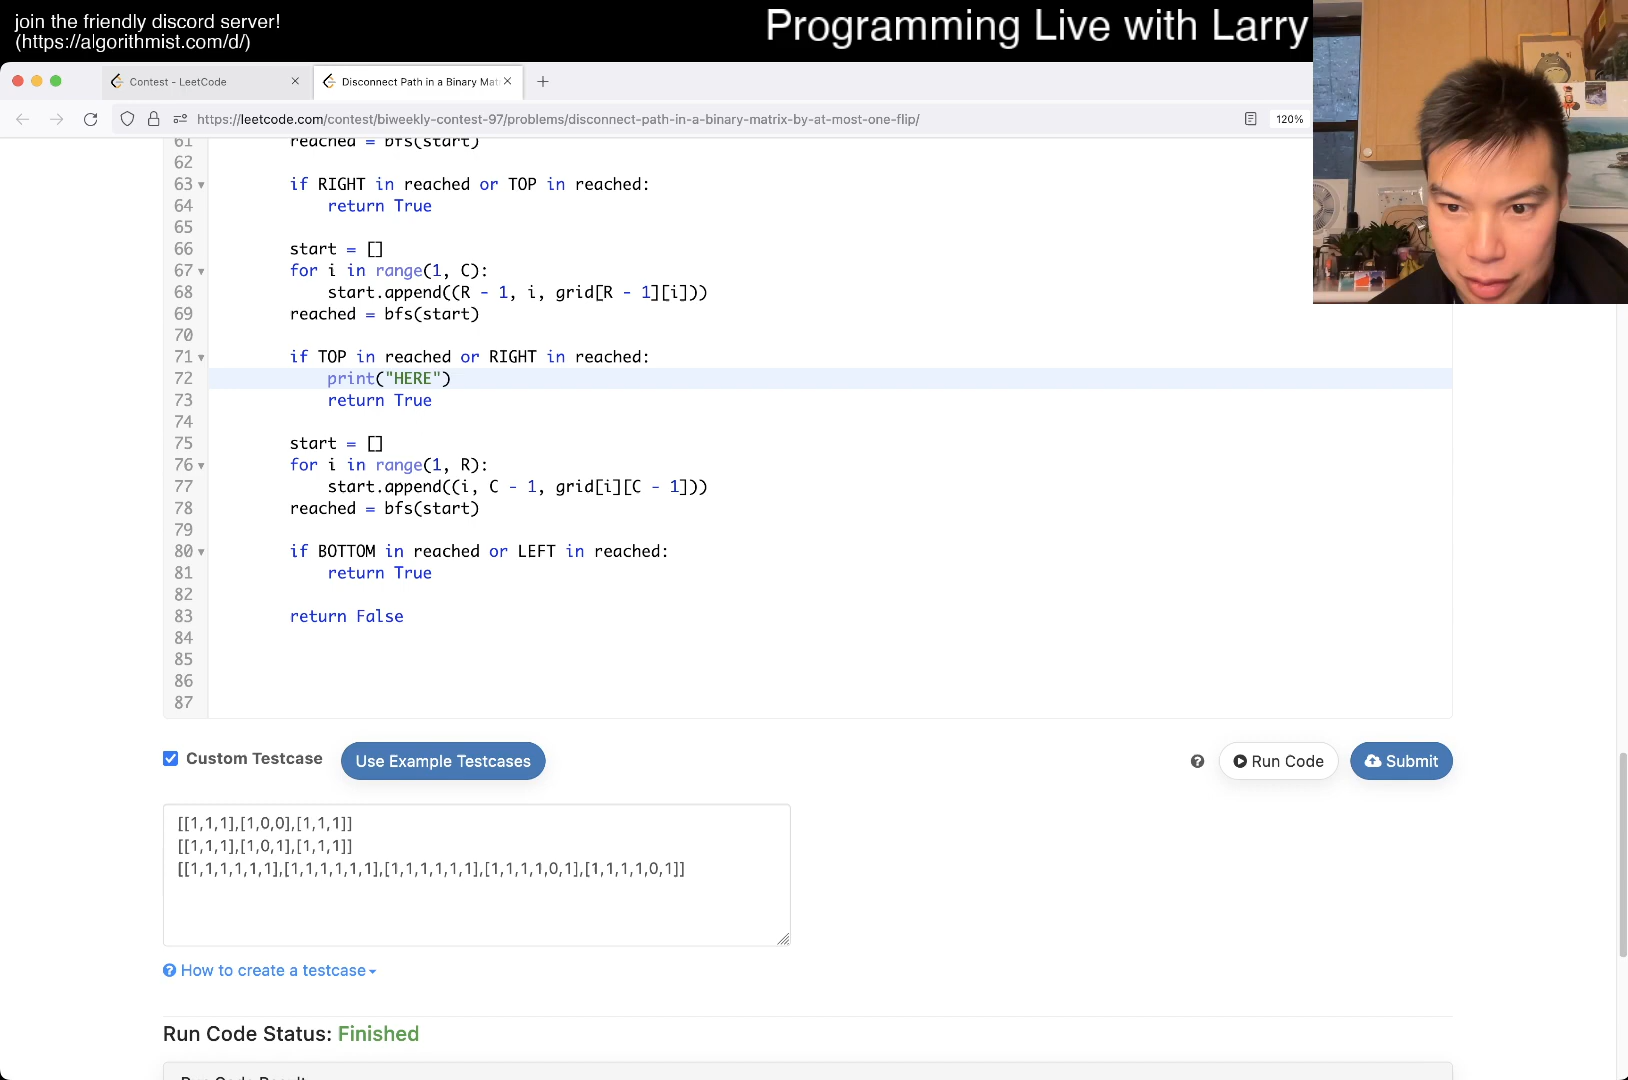 join the friendly discord server!
(https://algorithmist.com/d/)
Programming Live with Larry
Contest - LeetCode
Disconnect Path in a Binary Mat
https://leetcode.com/contest/biweekly-contest-97/problems/disconnect-path-in-a-binary-matrix-by-at-most-one-flip/
120%
61 reached = bfs(start)
62
63 if RIGHT in reached or TOP in reached:
64 return True
65
66 start = []
67 for i in range(1, C):
68 start.append((R - 1, i, grid[R - 1][i]))
69 reached = bfs(start)
70
71 if TOP in reached or RIGHT in reached:
72 print("HERE")
73 return True
74
75 start = []
76 for i in range(1, R):
77 start.append((i, C - 1, grid[i][C - 1]))
78 reached = bfs(start)
79
80 if BOTTOM in reached or LEFT in reached:
81 return True
82
83 return False
84
85
86
87
Custom Testcase
Use Example Testcases
Run Code
Submit
[[1,1,1],[1,0,0],[1,1,1]]
[[1,1,1],[1,0,1],[1,1,1]]
[[1,1,1,1,1,1],[1,1,1,1,1,1],[1,1,1,1,1,1],[1,1,1,1,0,1],[1,1,1,1,0,1]]
How to create a testcase
Run Code Status: Finished
Run Code Result: